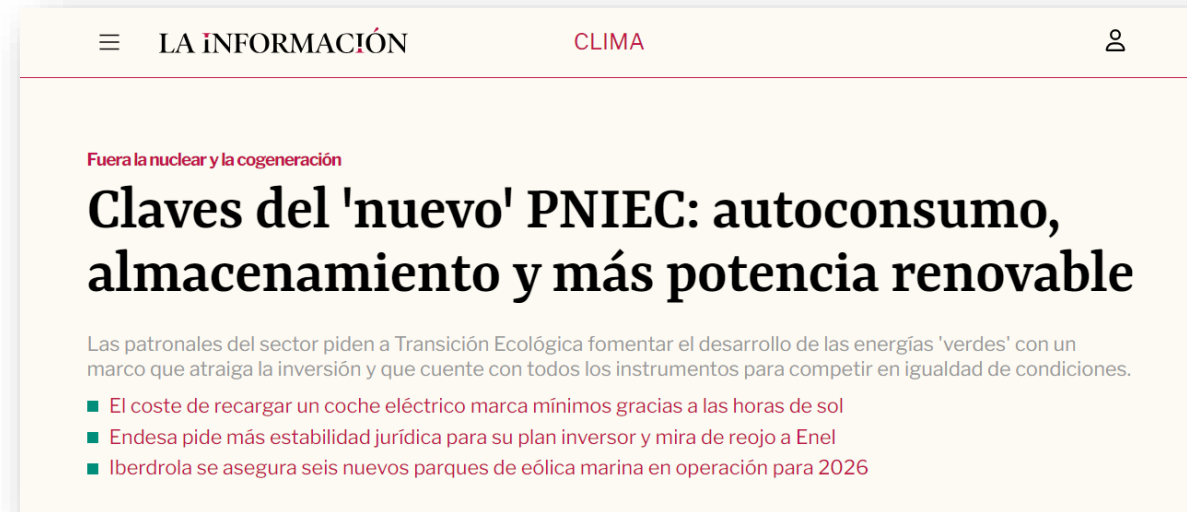 LA INFORMACIÓN CLIMA
Fuera la nuclear y la cogeneración
Claves del 'nuevo' PNIEC: autoconsumo,
almacenamiento y más potencia renovable
Las patronales del sector piden a Transición Ecológica fomentar el desarrollo de las energías 'verdes' con un
marco que atraiga la inversión y que cuente con todos los instrumentos para competir en igualdad de condiciones.
El coste de recargar un coche eléctrico marca mínimos gracias a las horas de sol
Endesa pide más estabilidad jurídica para su plan inversor y mira de reojo a Enel
Iberdrola se asegura seis nuevos parques de eólica marina en operación para 2026